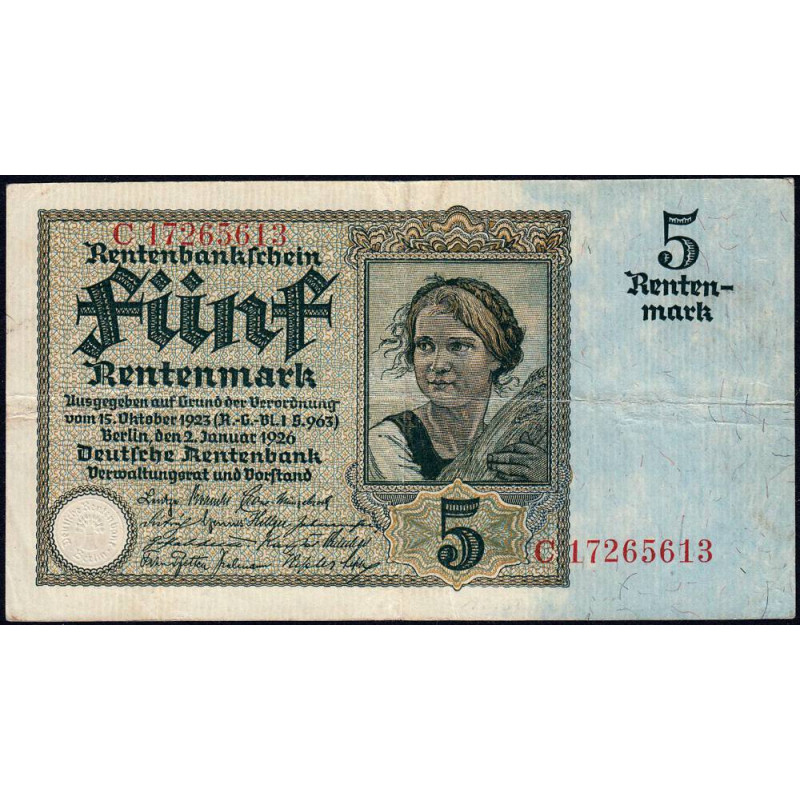 C 17265613
Rentenbankschein
Fünf
Rentenmark
Ausgegeben auf Grund der Verordnung
vom 15. Oktober 1923 (R.-G.-Bl. I S. 963)
Berlin, den 2. Januar 1926
Deutsche Rentenbank
Verwaltungsrat und Vorstand
5
5
Renten-
mark
C 17265613